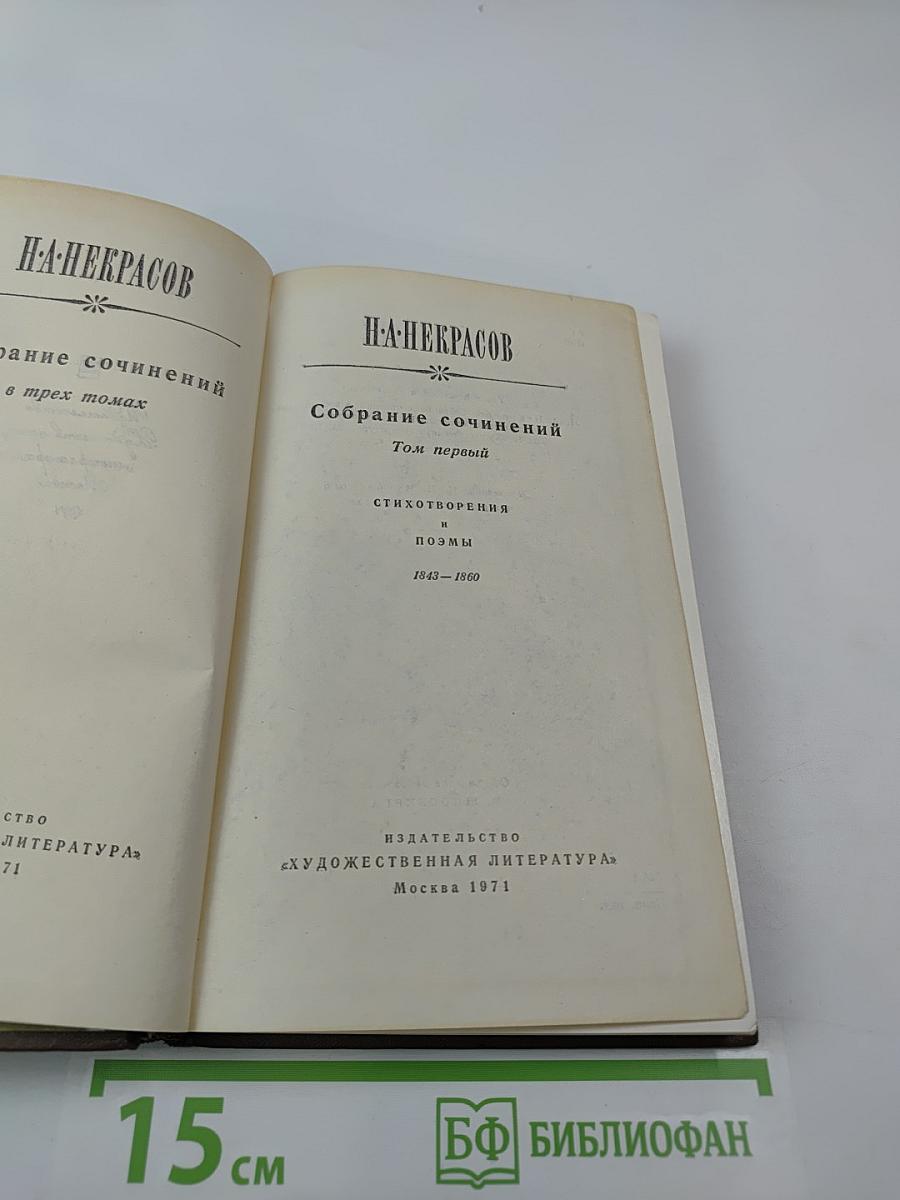 Н·А·НЕКРАСОВ
рание сочинений
в трех томах
СТВО
ЛИТЕРАТУРА»
71
Н·А·НЕКРАСОВ
Собрание сочинений
Том первый
СТИХОТВОРЕНИЯ
и
ПОЭМЫ
1843—1860
ИЗДАТЕЛЬСТВО
«ХУДОЖЕСТВЕННАЯ ЛИТЕРАТУРА»
Москва 1971
15 см
БФ БИБЛИОФАН